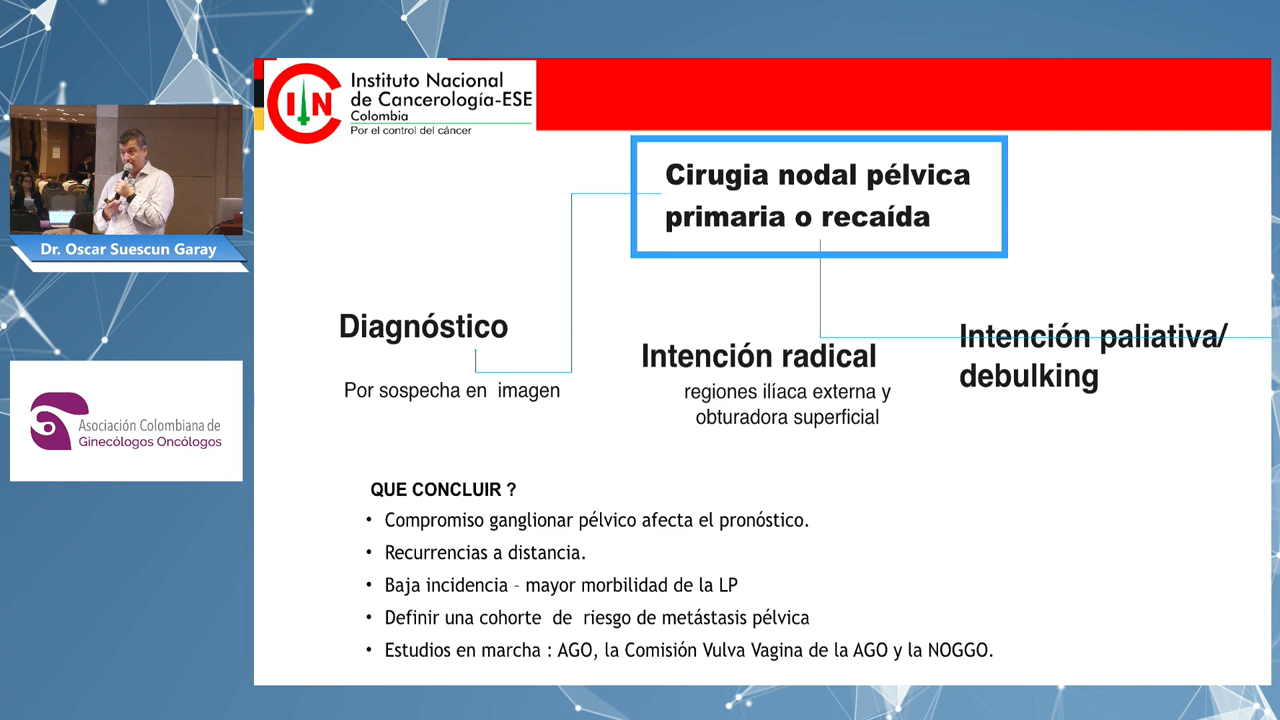 Instituto Nacional
de Cancerología-ESE
Colombia
Por el control del cáncer
Dr. Oscar Suescun Garay
Asociación Colombiana de
Ginecólogos Oncólogos
Cirugia nodal pélvica
primaria o recaída
Diagnóstico
Por sospecha en imagen
Intención radical
regiones ilíaca externa y
obturadora superficial
Intención paliativa/
debulking
QUE CONCLUIR ?
• Compromiso ganglionar pélvico afecta el pronóstico.
• Recurrencias a distancia.
• Baja incidencia – mayor morbilidad de la LP
• Definir una cohorte de riesgo de metástasis pélvica
• Estudios en marcha : AGO, la Comisión Vulva Vagina de la AGO y la NOGGO.